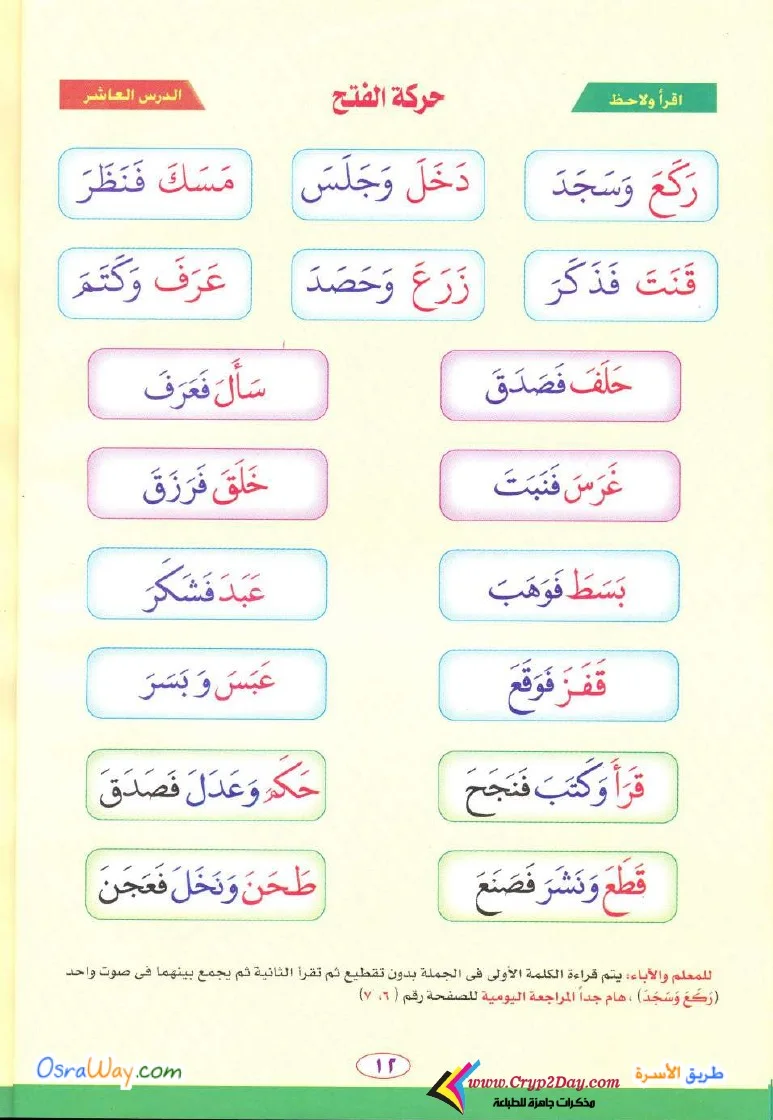 اقرأ ولاحظ
حركة الفتح
الدرس العاشر
رَكَعَ وَسَجَدَ
دَخَلَ وَجَلَسَ
مَسَكَ فَنَظَرَ
قَنَتَ فَذَكَرَ
زَرَعَ وَحَصَدَ
عَرَفَ وَكَتَمَ
حَلَفَ فَصَدَقَ
سَأَلَ فَعَرَفَ
غَرَسَ فَنَبَتَ
خَلَقَ فَرَزَقَ
بَسَطَ فَوَهَبَ
عَبَدَ فَشَكَرَ
قَفَزَ فَوَقَعَ
عَبَسَ وَ بَسَرَ
قَرَأَ وَكَتَبَ فَنَجَحَ
حَكَمَ وَعَدَلَ فَصَدَقَ
قَطَعَ وَنَشَرَ فَصَنَعَ
طَحَنَ وَنَخَلَ فَعَجَنَ
للمعلم والآباء: يتم قراءة الكلمة الأولى فى الجملة بدون تقطيع ثم تقرأ الثانية ثم يجمع بينهما فى صوت واحد
(رَكَعَ وَسَجَدَ) ، هام جداً المراجعة اليومية للصفحة رقم ( ٦، ٧)
طريق الأسرة
www.Cryp2Day.com
مذكرات جاهزة للطباعة
١٢
OsraWay.com